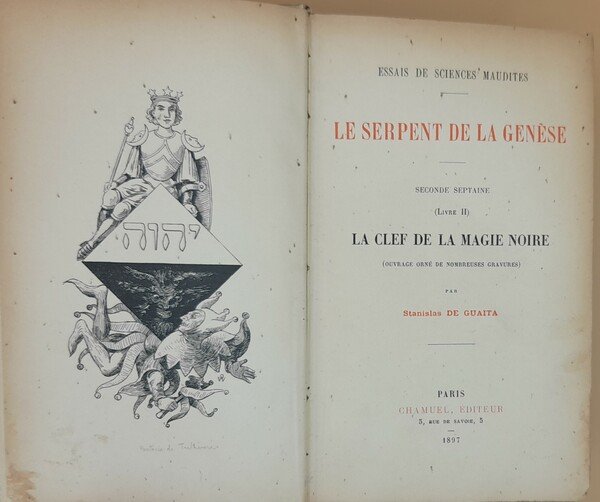 יהוה
ESSAIS DE SCIENCES MAUDITES
LE SERPENT DE LA GENÈSE
SECONDE SEPTAINE
(LIVRE II)
LA CLEF DE LA MAGIE NOIRE
(OUVRAGE ORNÉ DE NOMBREUSES GRAVURES)
PAR
Stanislas DE GUAITA
PARIS
CHAMUEL, ÉDITEUR
5, RUE DE SAVOIE, 5
1897